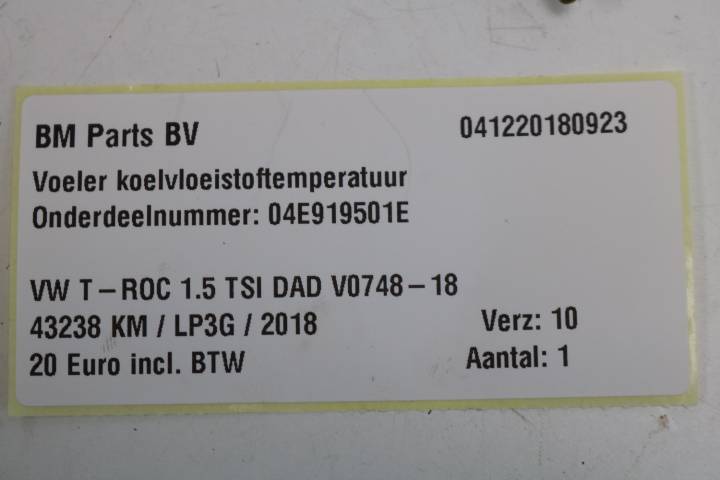 BM Parts BV 041220180923
Voeler koelvloeistoftemperatuur
Onderdeelnummer: 04E919501E
VW T-ROC 1.5 TSI DAD V0748-18
43238 KM / LP3G / 2018 Verz: 10
20 Euro incl. BTW Aantal: 1